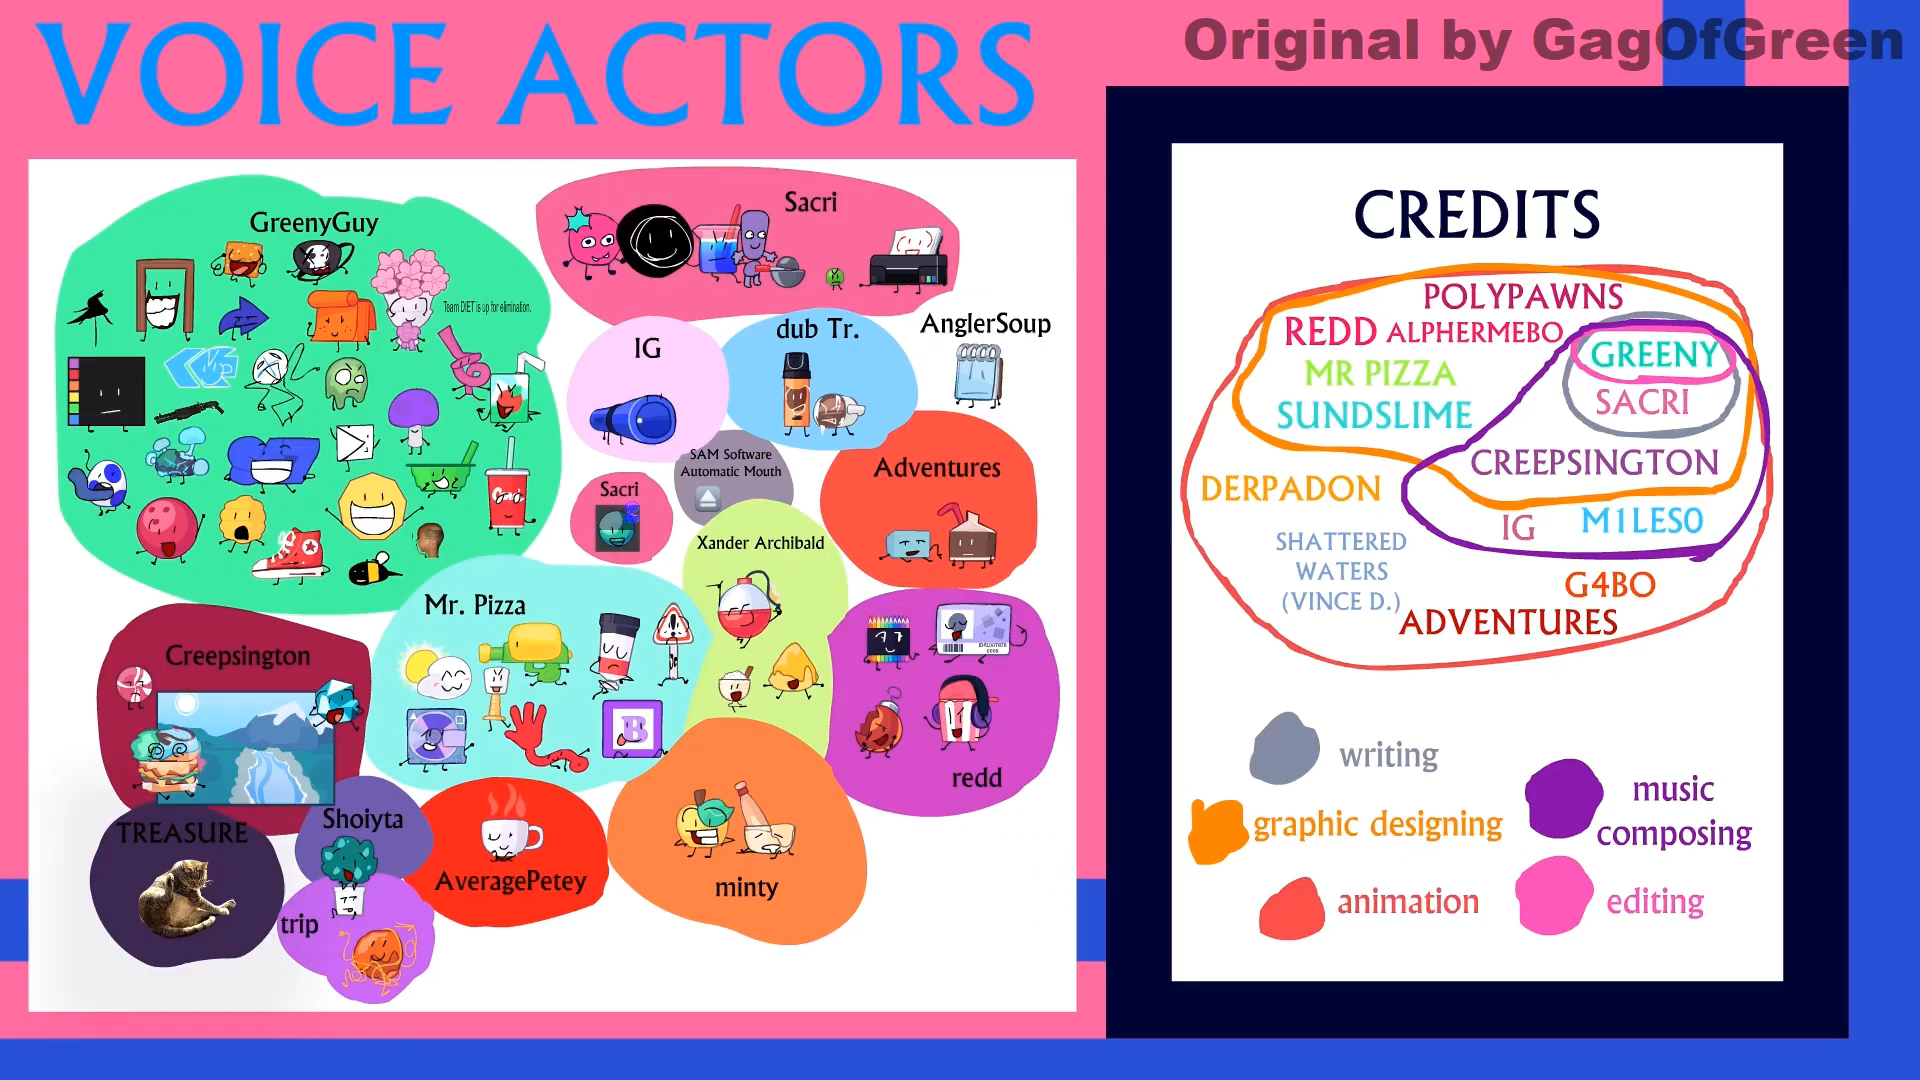 VOICE ACTORS
Original by GagOfGreen
GreenyGuy
Team DIET is up for elimination.
Sacri
IG
dub Tr.
AnglerSoup
SAM Software
Automatic Mouth
Sacri
Adventures
Xander Archibald
Mr. Pizza
B
Creepsington
redd
TREASURE
Shoiyta
AveragePetey
minty
trip
CREDITS
POLYPAWNS
REDD ALPHERMEBO
GREENY
MR PIZZA
SACRI
SUNDSLIME
CREEPSINGTON
DERPADON
IG M1LES0
SHATTERED
WATERS
(VINCE D.)
G4BO
ADVENTURES
writing
graphic designing
music
composing
animation
editing